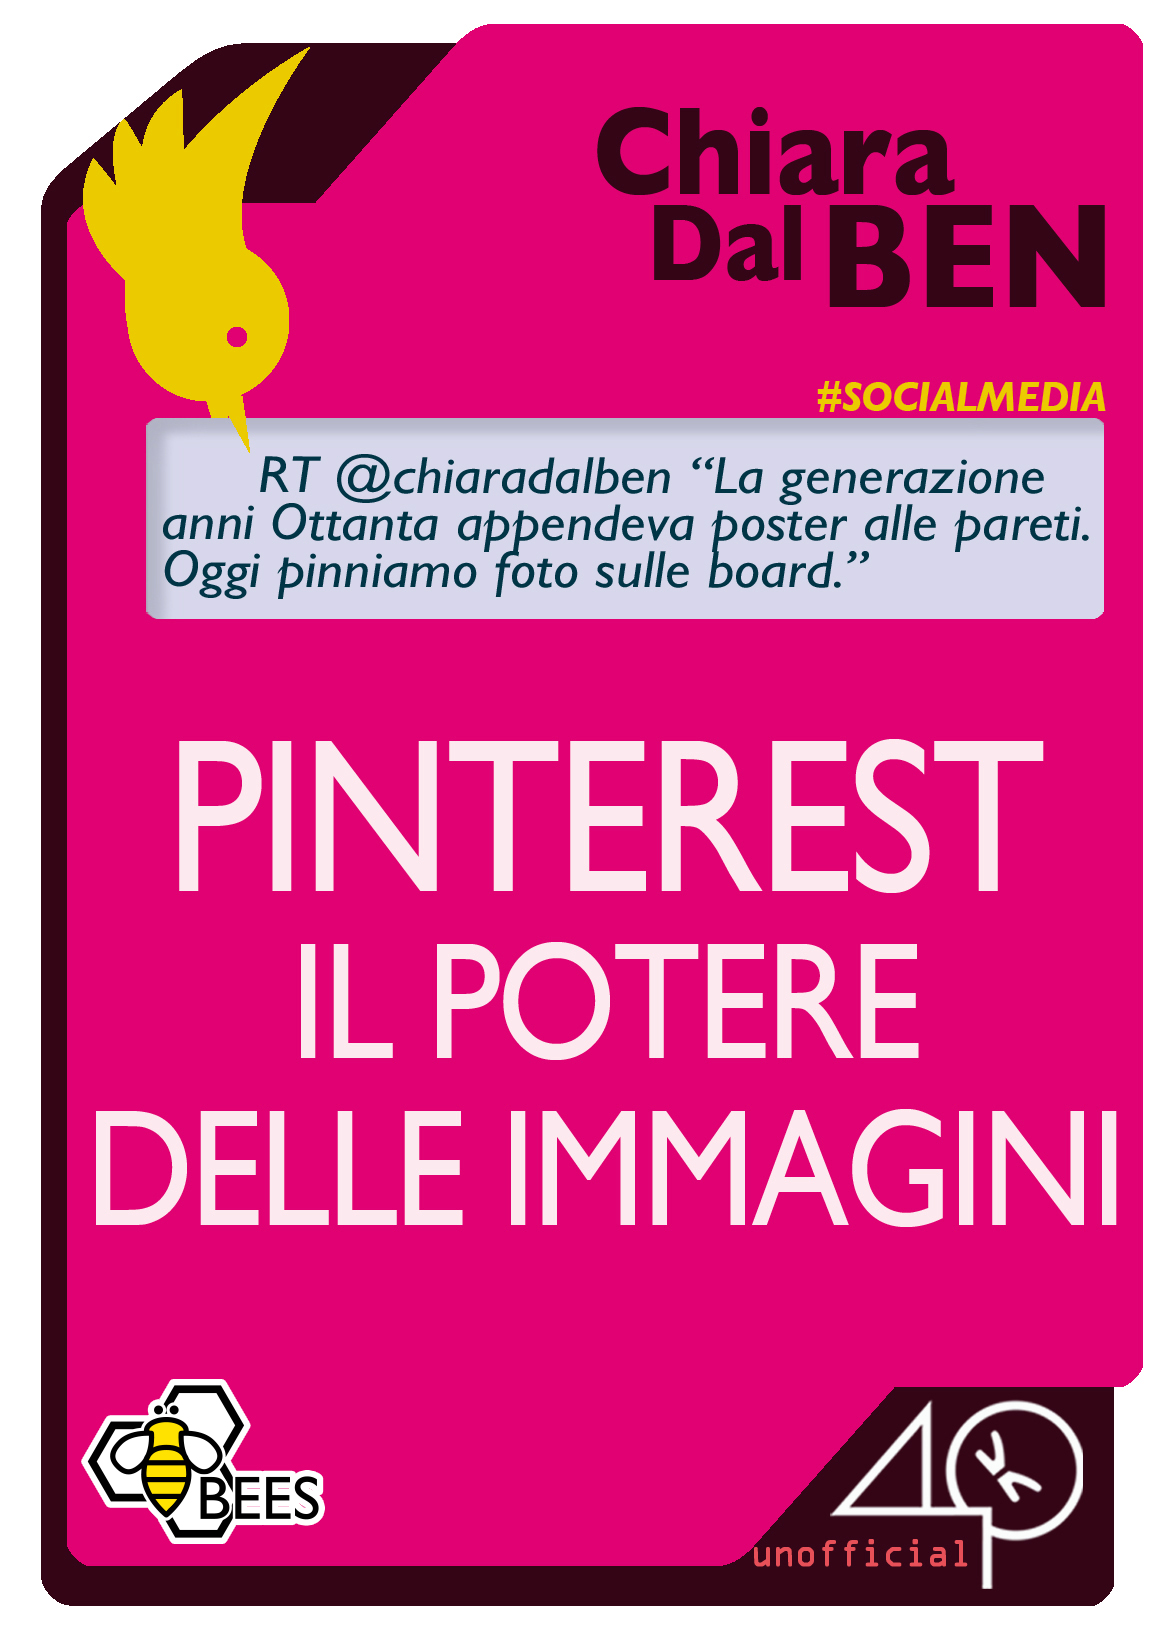 Chiara
Dal BEN
#SOCIALMEDIA
RT @chiaradalben “La generazione
anni Ottanta appendeva poster alle pareti.
Oggi pinniamo foto sulle board.”
PINTEREST
IL POTERE
DELLE IMMAGINI
BEES
40K
unofficial